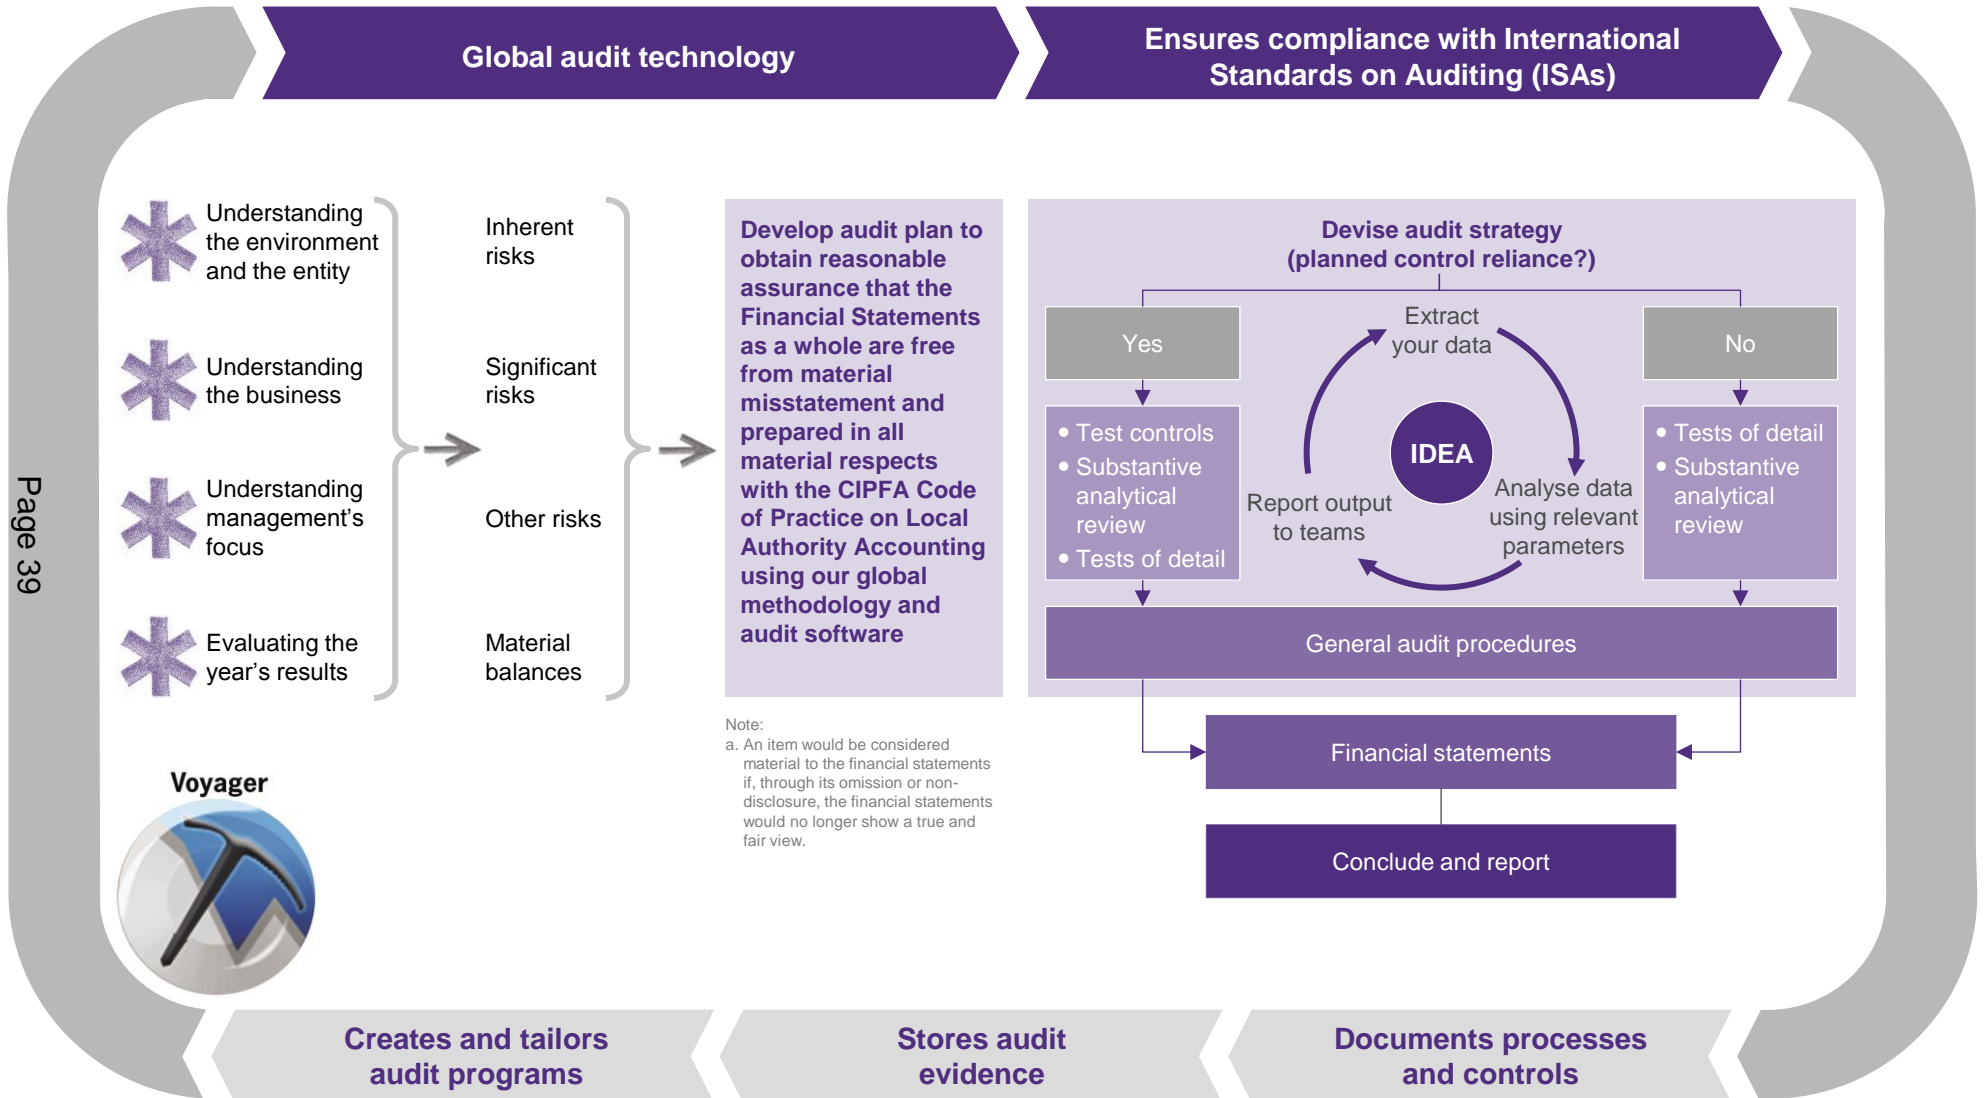 Global audit technology
Ensures compliance with International
Standards on Auditing (ISAs)
Understanding
the environment
and the entity
Understanding
the business
Understanding
management’s
focus
Evaluating the
year’s results
Inherent
risks
Significant
risks
Other risks
Material
balances
Develop audit plan to
obtain reasonable
assurance that the
Financial Statements
as a whole are free
from material
misstatement and
prepared in all
material respects
with the CIPFA Code
of Practice on Local
Authority Accounting
using our global
methodology and
audit software
Note:
a. An item would be considered
material to the financial statements
if, through its omission or non-
disclosure, the financial statements
would no longer show a true and
fair view.
Devise audit strategy
(planned control reliance?)
Yes
• Test controls
• Substantive
analytical
review
• Tests of detail
Extract
your data
IDEA
Analyse data
using relevant
parameters
Report output
to teams
No
• Tests of detail
• Substantive
analytical
review
General audit procedures
Financial statements
Conclude and report
Voyager
Creates and tailors
audit programs
Stores audit
evidence
Documents processes
and controls
Page 39